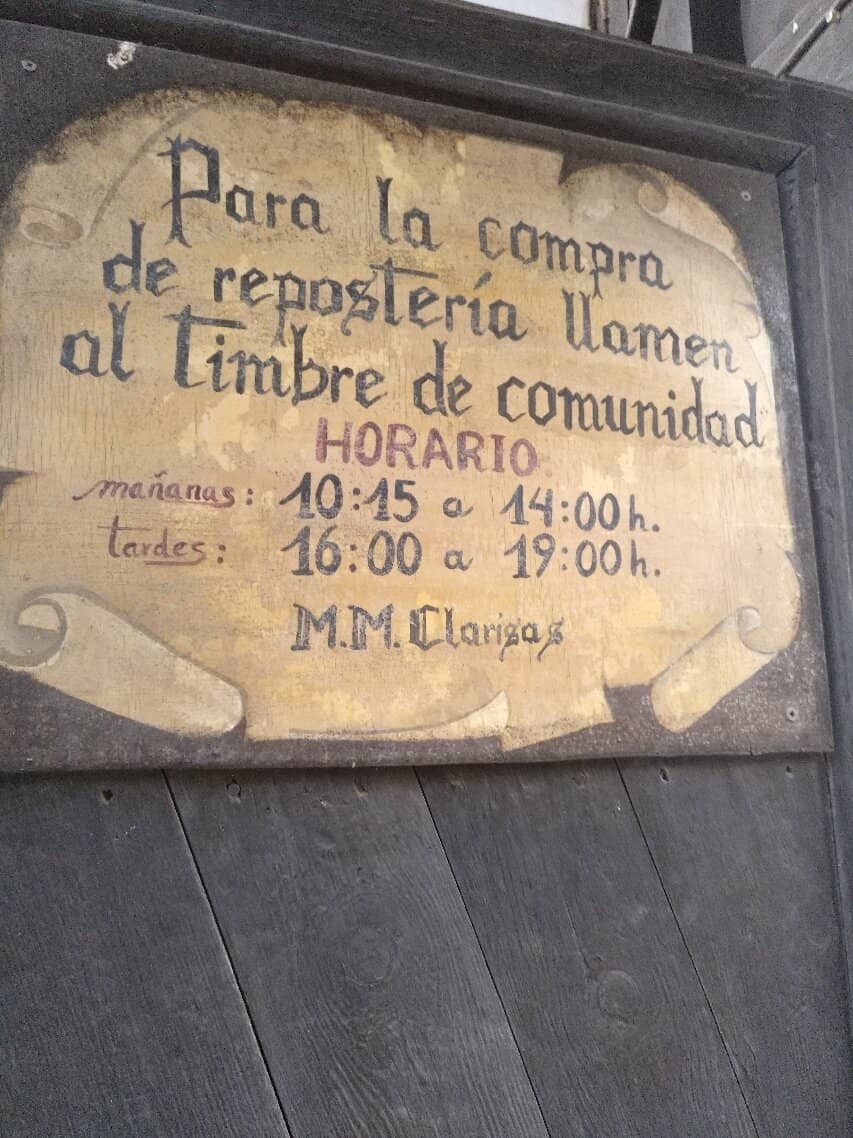 Para la compra
de repostería llamen
al timbre de comunidad
HORARIO
mañanas: 10:15 a 14:00 h.
tardes: 16:00 a 19:00 h.
M.M. Clarisas